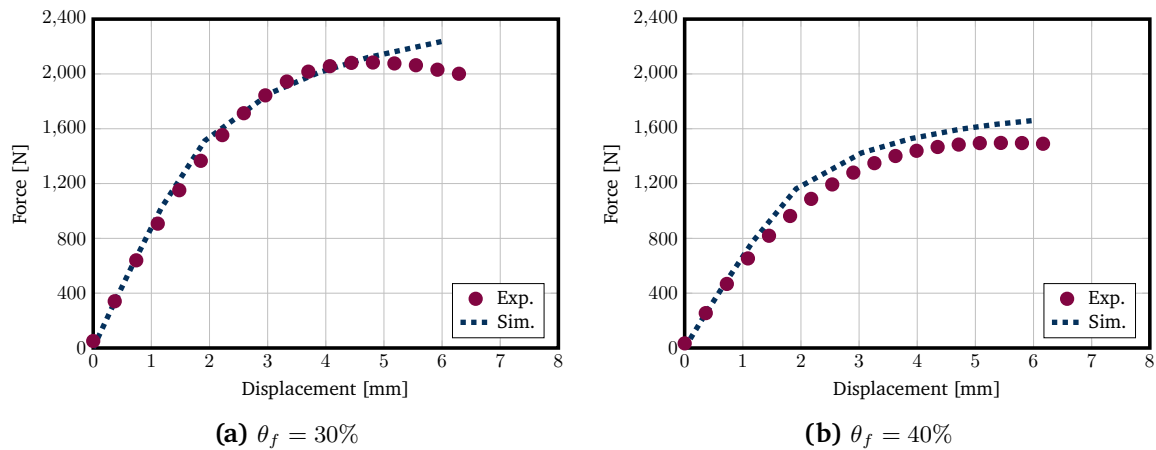 2,400
2,000
1,600
1,200
800
400
0
Force [N]
Exp.
Sim.
0 1 2 3 4 5 6 7 8
Displacement [mm]
(a) θf = 30%
2,400
2,000
1,600
1,200
800
400
0
Force [N]
Exp.
Sim.
0 1 2 3 4 5 6 7 8
Displacement [mm]
(b) θf = 40%